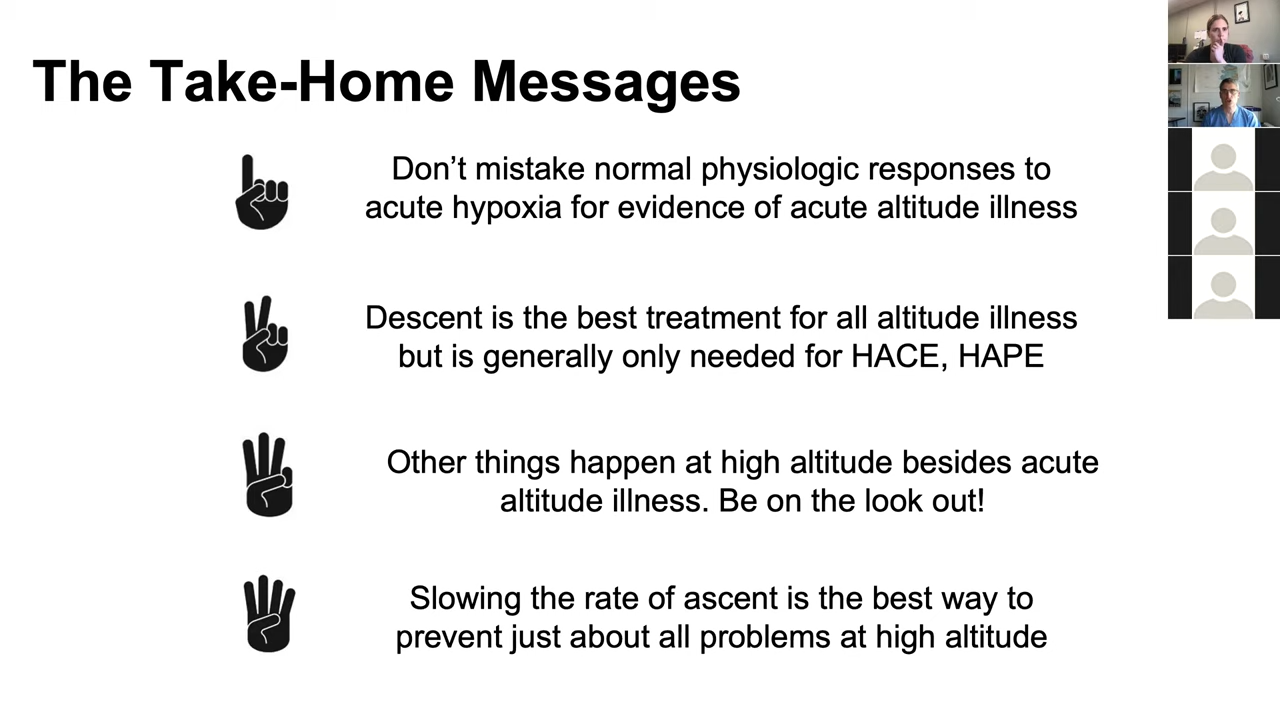 The Take-Home Messages
Don’t mistake normal physiologic responses to
acute hypoxia for evidence of acute altitude illness
Descent is the best treatment for all altitude illness
but is generally only needed for HACE, HAPE
Other things happen at high altitude besides acute
altitude illness. Be on the look out!
Slowing the rate of ascent is the best way to
prevent just about all problems at high altitude